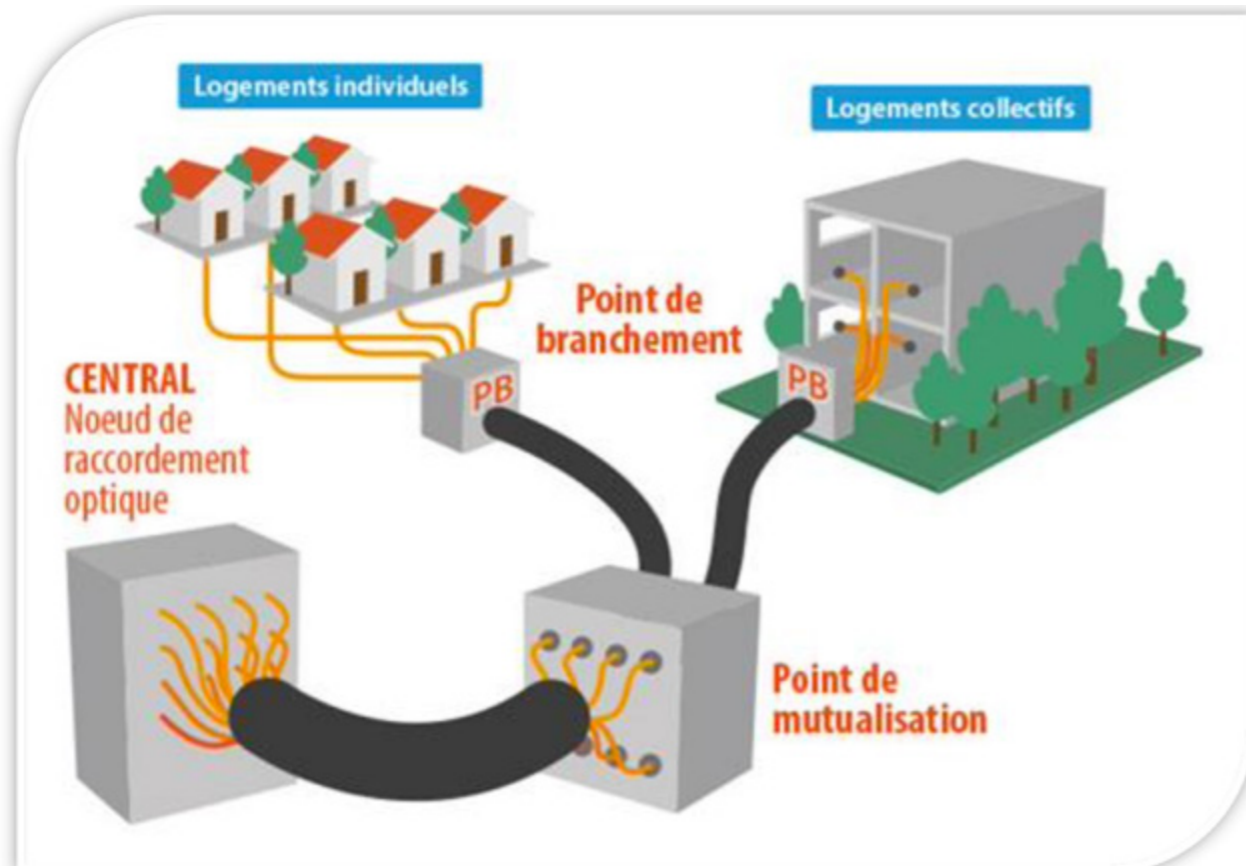 Logements individuels
Logements collectifs
Point de
branchement
CENTRAL
Noeud de
raccordement
optique
PB
PB
Point de
mutualisation